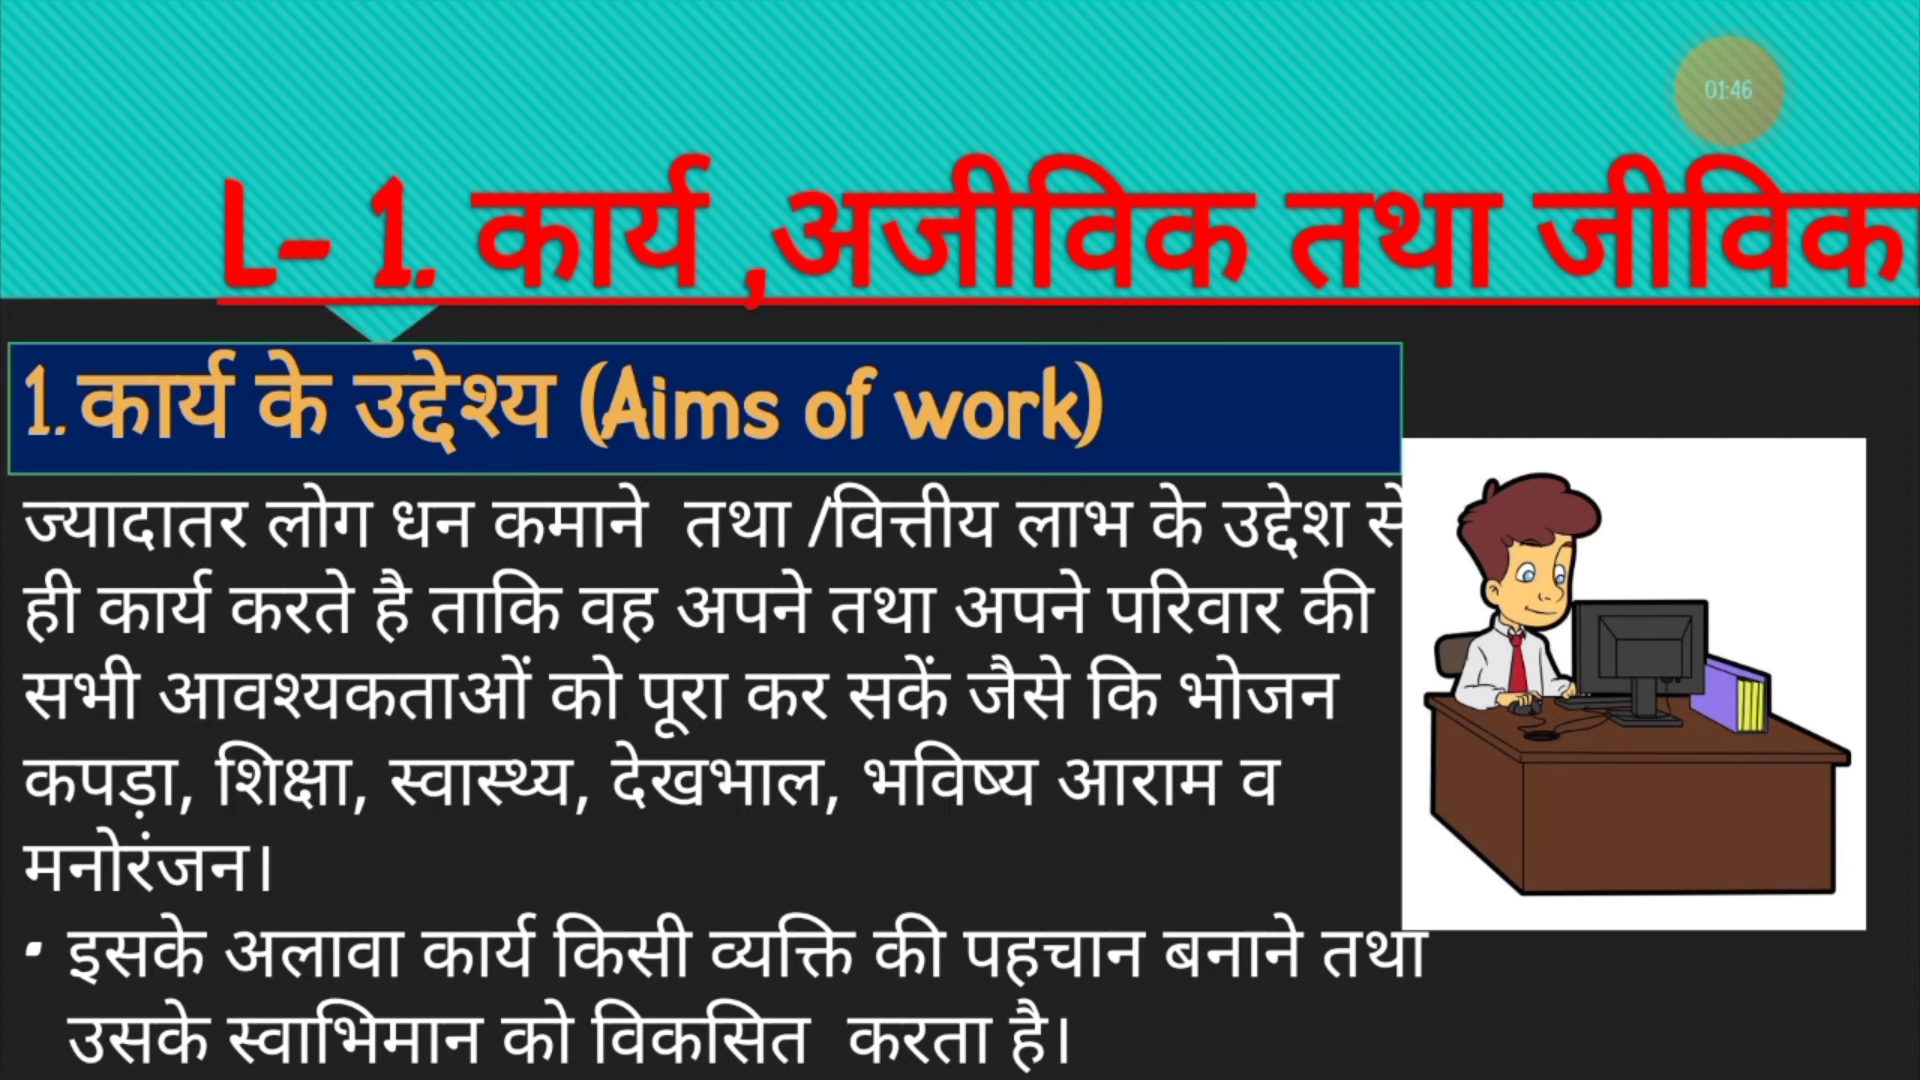 01:46
L- 1. कार्य ,अजीविक तथा जीविक
1. कार्य के उद्देश्य (Aims of work)
ज्यादातर लोग धन कमाने तथा /वित्तीय लाभ के उद्देश से
ही कार्य करते है ताकि वह अपने तथा अपने परिवार की
सभी आवश्यकताओं को पूरा कर सकें जैसे कि भोजन
कपड़ा, शिक्षा, स्वास्थ्य, देखभाल, भविष्य आराम व
मनोरंजन।
• इसके अलावा कार्य किसी व्यक्ति की पहचान बनाने तथा
उसके स्वाभिमान को विकसित करता है।